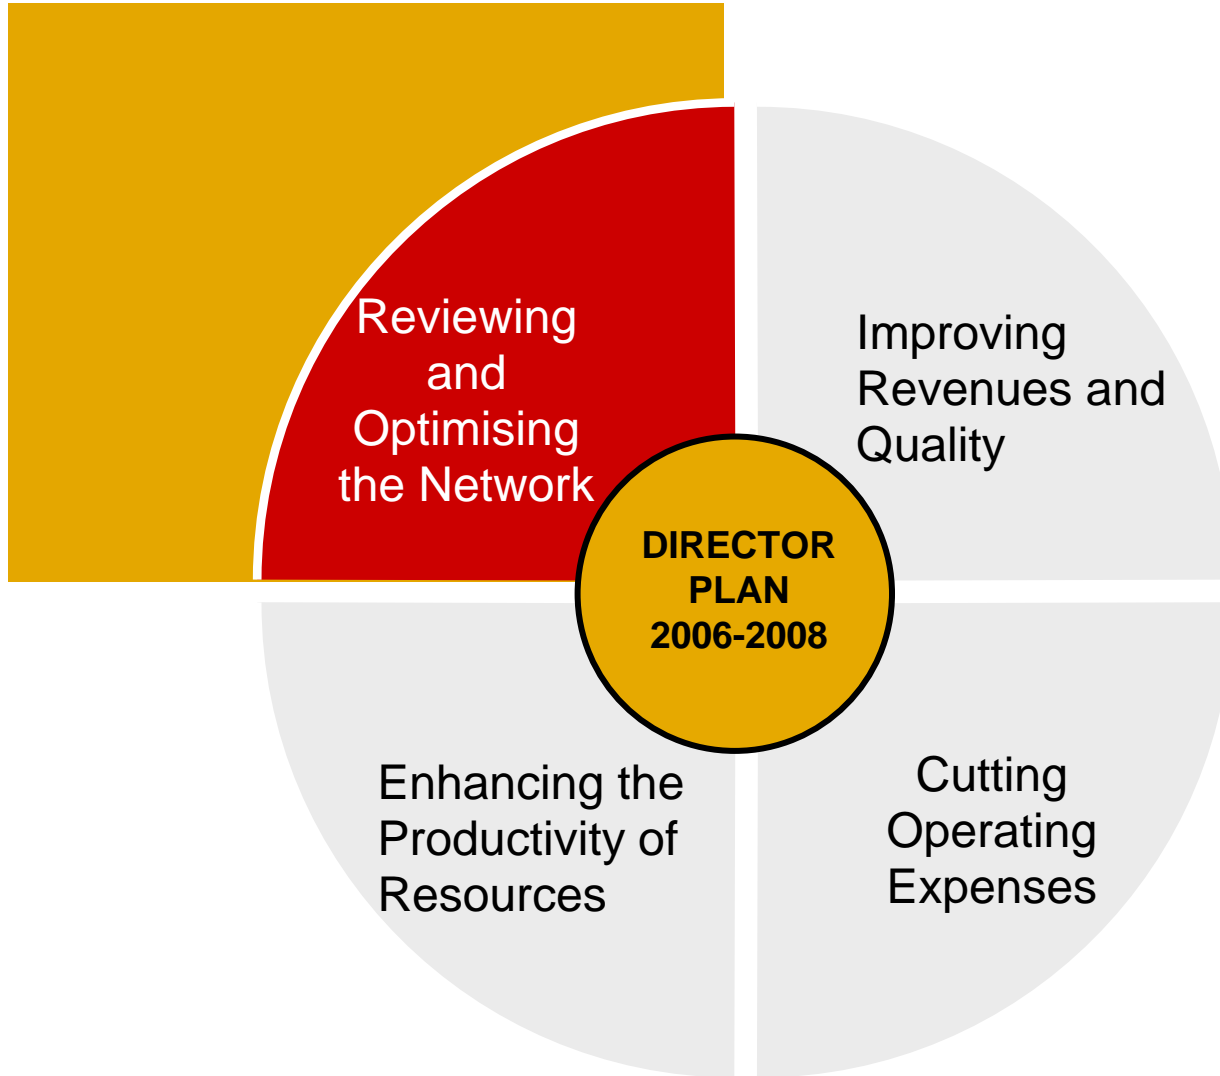 Reviewing
and
Optimising
the Network
Improving
Revenues and
Quality
DIRECTOR
PLAN
2006-2008
Enhancing the
Productivity of
Resources
Cutting
Operating
Expenses